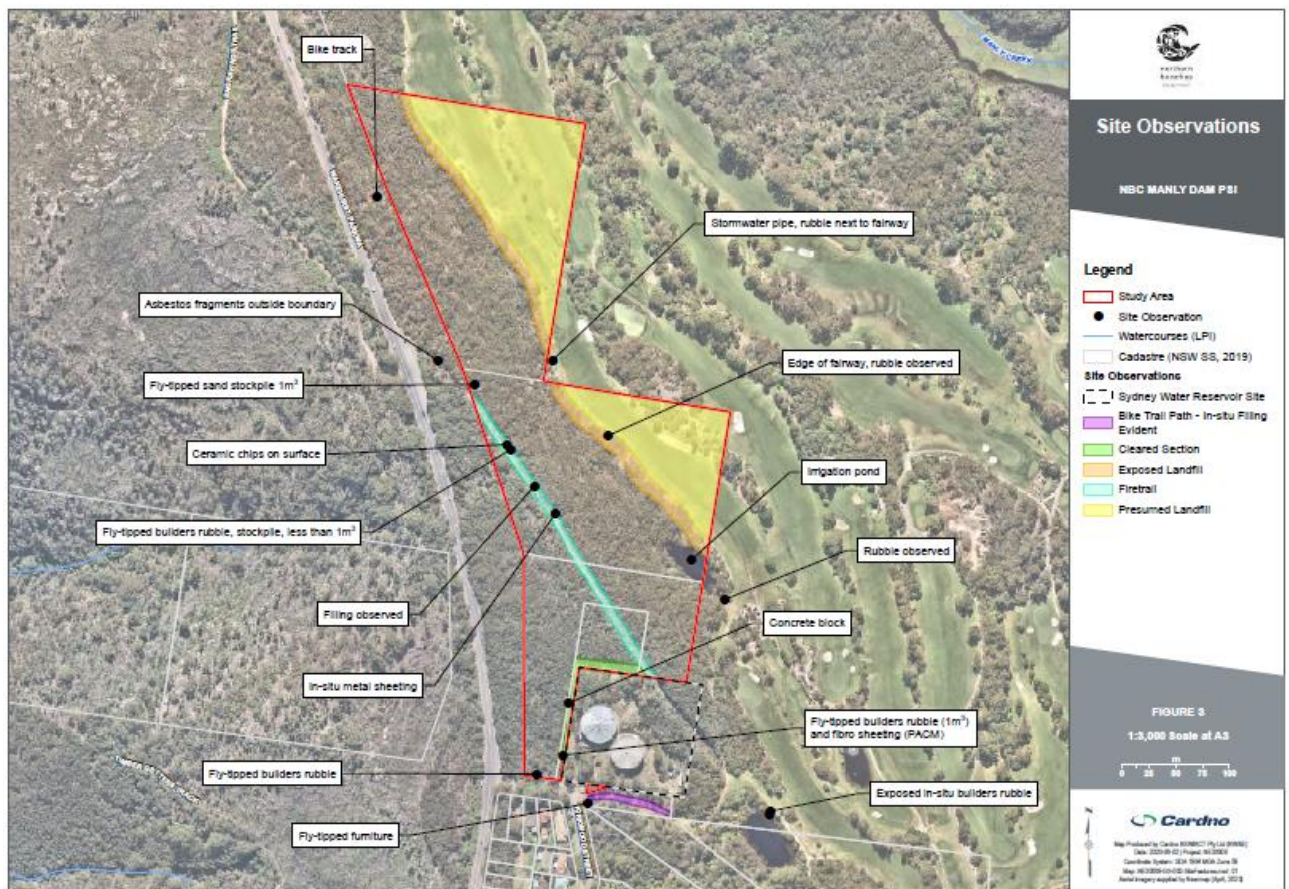 Bike track
MANLY CREEK
Stormwater pipe, rubble next to fairway
Asbestos fragments outside boundary
Fly-tipped sand stockpile 1m³
Edge of fairway, rubble observed
Ceramic chips on surface
Irrigation pond
Fly-tipped builders rubble, stockpile, less than 1m³
Rubble observed
Filling observed
Concrete block
In-situ metal sheeting
Fly-tipped builders rubble (1m³)
and fibro sheeting (PACM)
Fly-tipped builders rubble
Exposed in-situ builders rubble
Fly-tipped furniture
northern
beaches
Site Observations
NBC MANLY DAM PSI
Legend
Study Area
Site Observation
Watercourses (LPI)
Cadastre (NSW SS, 2019)
Site Observations
Sydney Water Reservoir Site
Bike Trail Path - In-situ Filling
Evident
Cleared Section
Exposed Landfill
Firetrail
Presumed Landfill
FIGURE 3
1:3,000 Scale at A3
m
0 25 50 100
Cardno